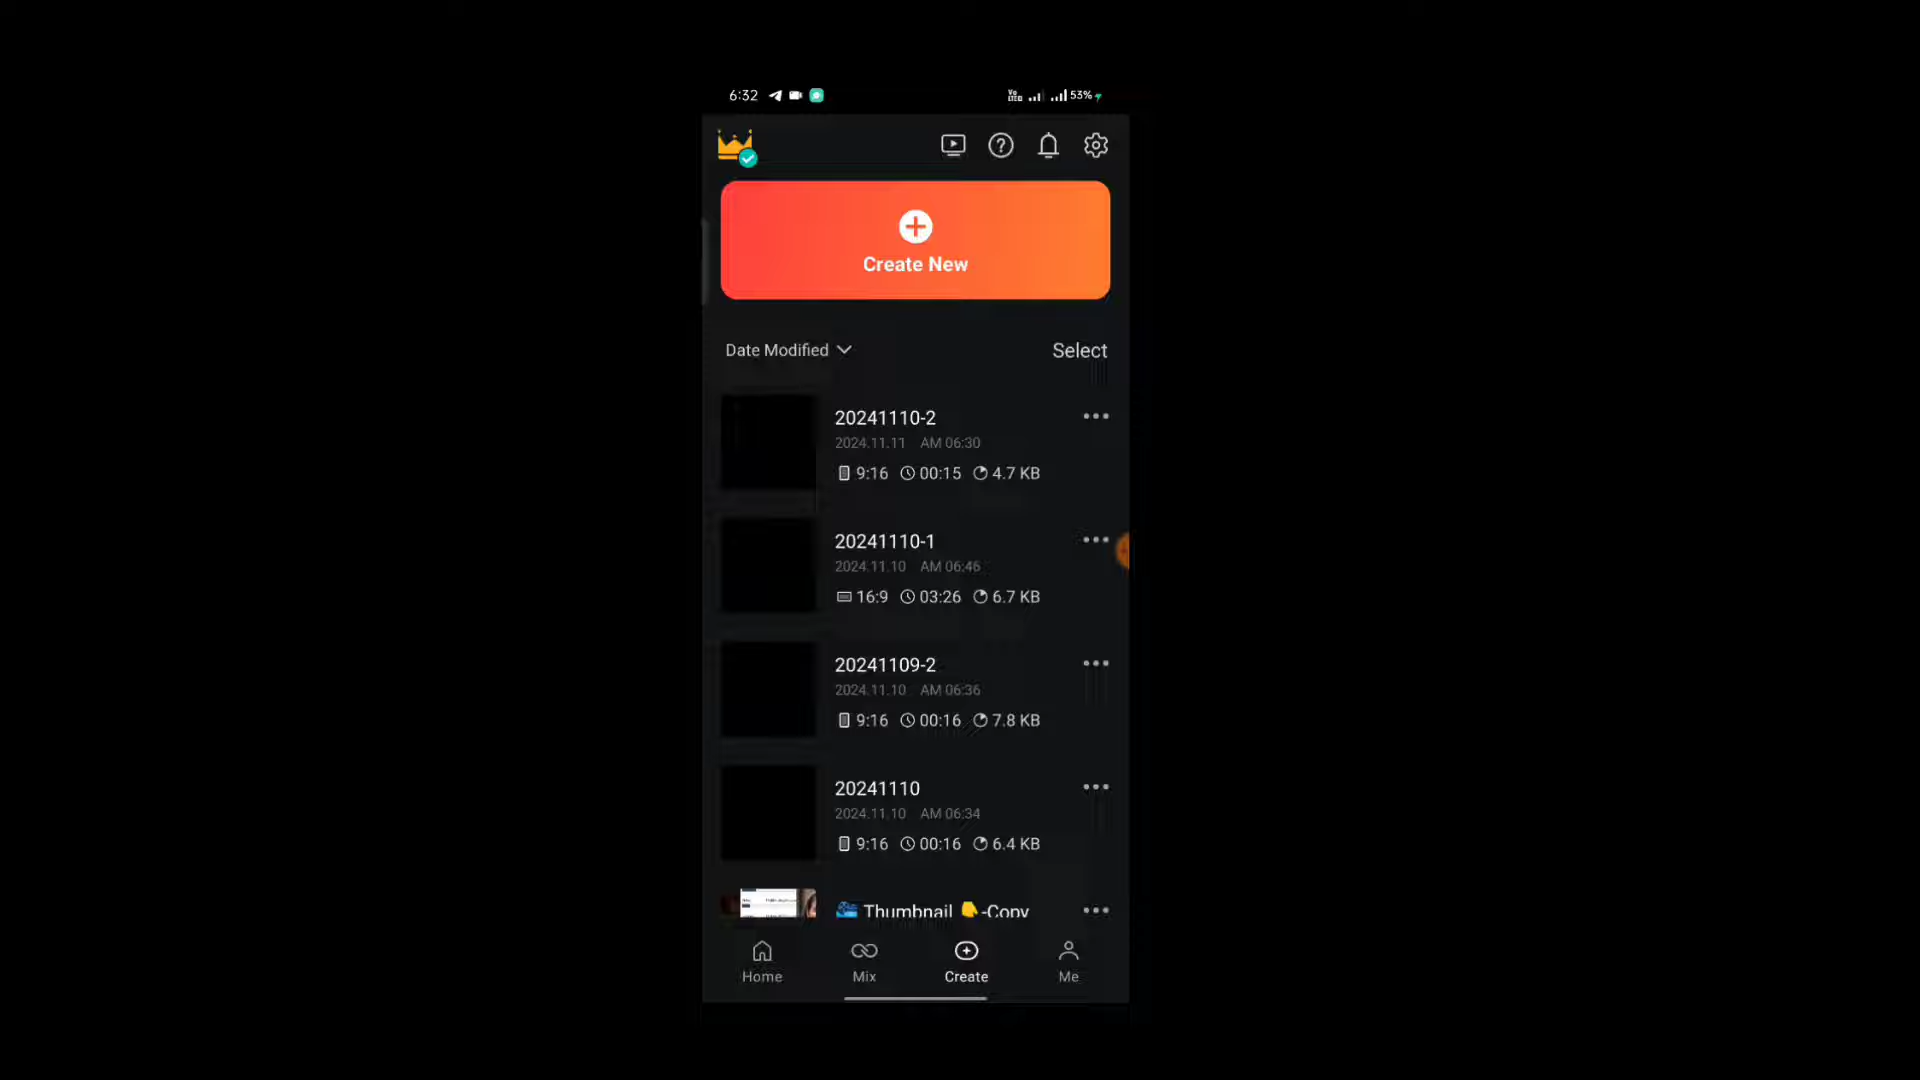 6:32 Vo LTE 53%
Create New
Date Modified Select
20241110-2
2024.11.11 AM 06:30
9:16 00:15 4.7 KB
20241110-1
2024.11.10 AM 06:46
16:9 03:26 6.7 KB
20241109-2
2024.11.10 AM 06:36
9:16 00:16 7.8 KB
20241110
2024.11.10 AM 06:34
9:16 00:16 6.4 KB
Thumbnail 👇-Copy
Home Mix Create Me